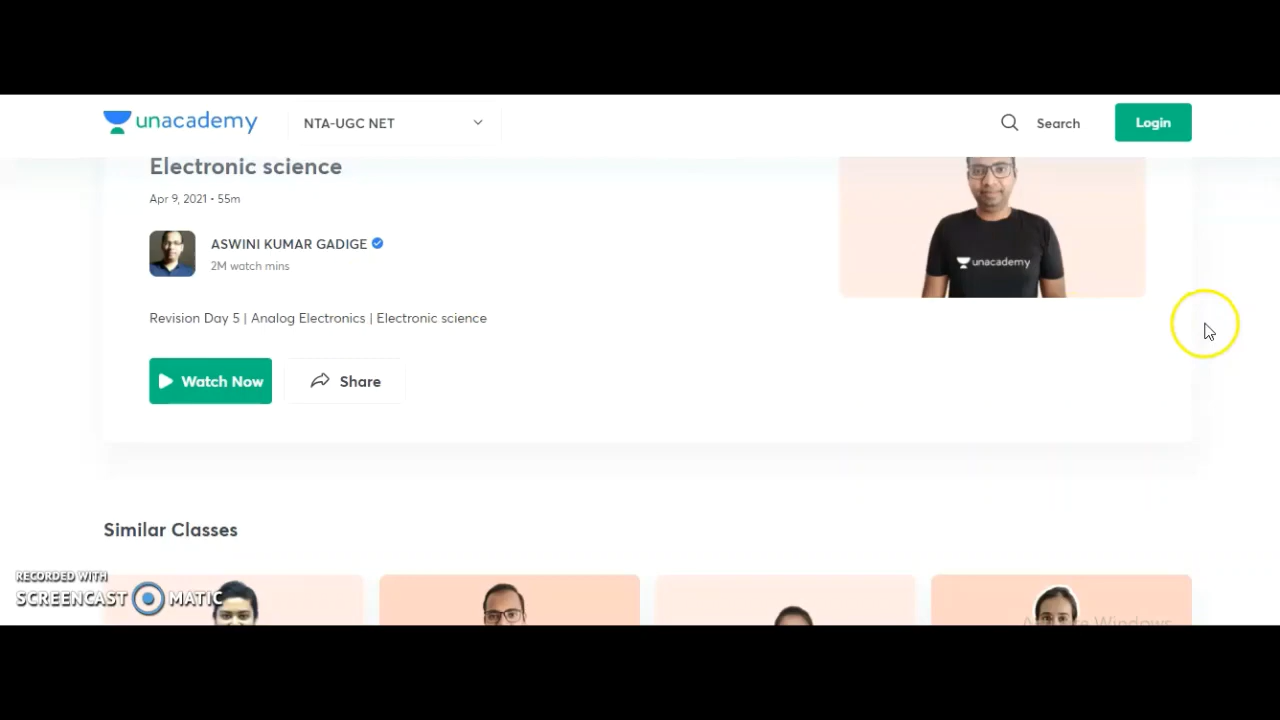 unacademy
NTA-UGC NET
Search
Login
Electronic science
Apr 9, 2021 • 55m
ASWINI KUMAR GADIGE
2M watch mins
unacademy
Revision Day 5 | Analog Electronics | Electronic science
Watch Now
Share
Similar Classes
RECORDED WITH
SCREENCAST MATIC
Windows